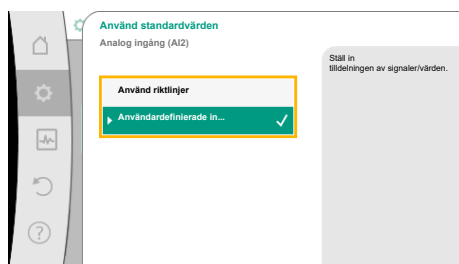 Använd standardvärden
Analog ingång (AI2)
Ställ in
tilldelningen av signaler/värden.
Använd riktlinjer
Användardefinierade in...
?